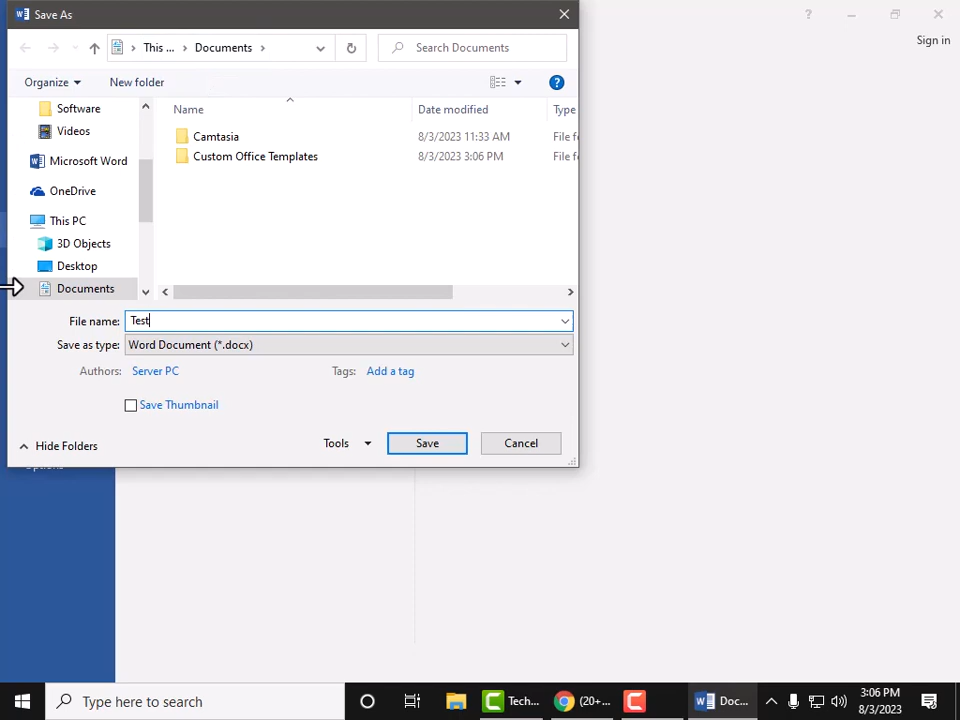 Save As
Sign in
This ... > Documents >
Search Documents
Organize
New folder
Name
Date modified
Type
Software
Videos
Microsoft Word
OneDrive
This PC
3D Objects
Desktop
Documents
Camtasia
8/3/2023 11:33 AM
File f
Custom Office Templates
8/3/2023 3:06 PM
File f
File name: Test
Save as type: Word Document (*.docx)
Authors: Server PC
Tags: Add a tag
Save Thumbnail
Hide Folders
Tools
Save
Cancel
Type here to search
Tech...
(20+...
Doc...
3:06 PM
8/3/2023